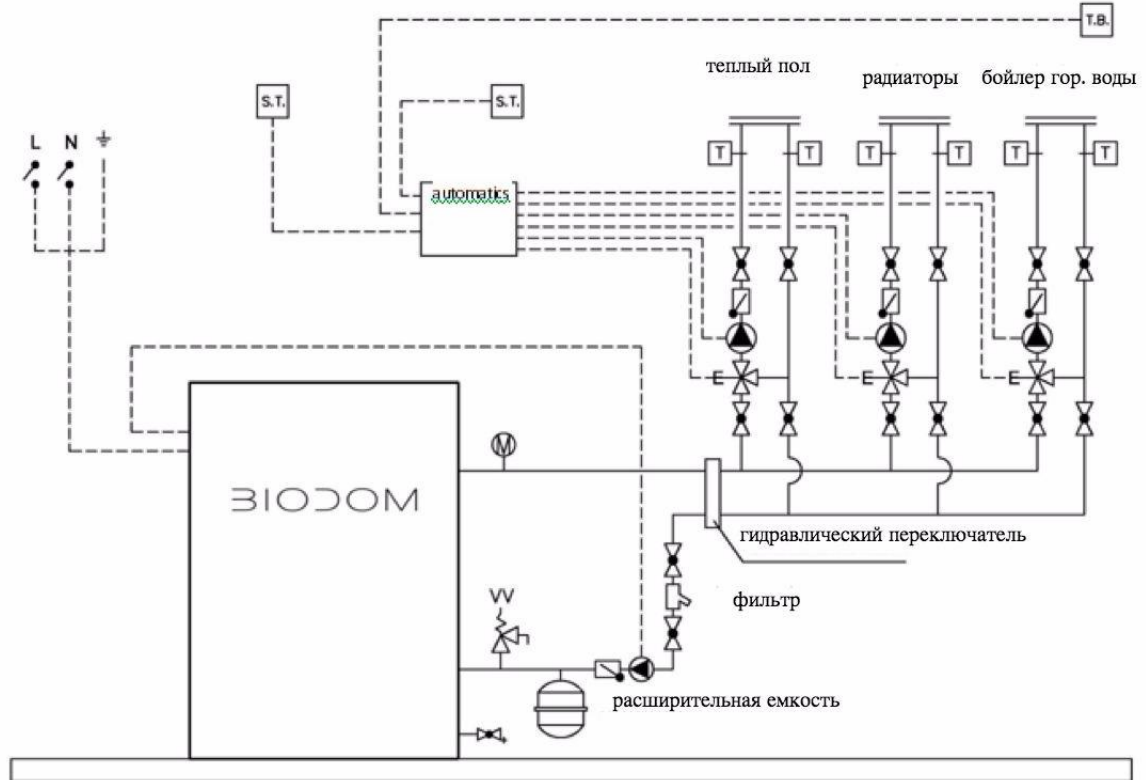 T.B.
теплый пол
радиаторы
бойлер гор. воды
S.T.
S.T.
L N
T T T T T T
automatics
E E E
M
BIODOM
гидравлический переключатель
VV
фильтр
расширительная емкость